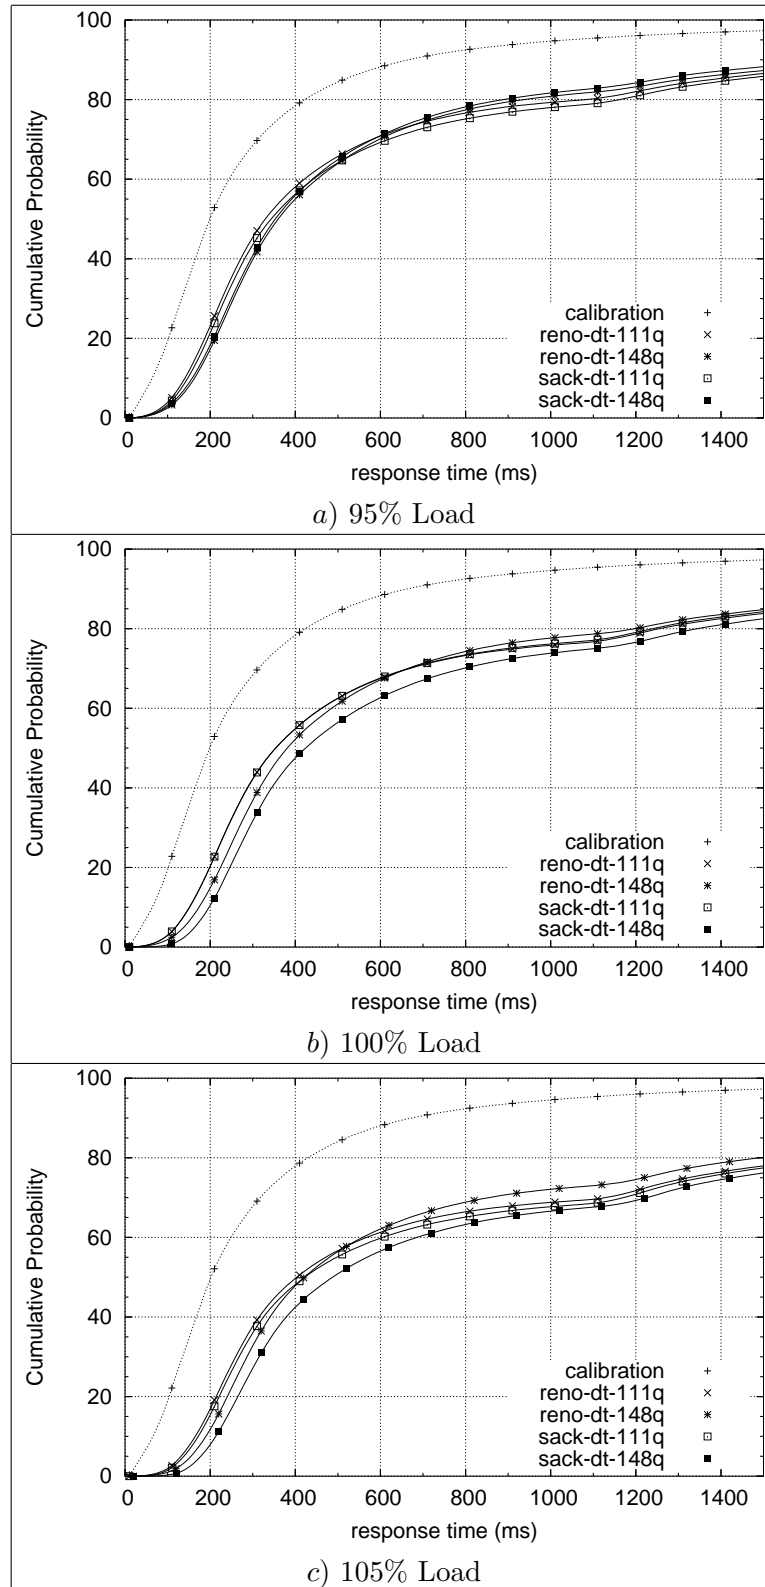 100
80
60
40
20
0
Cumulative Probability
calibration
reno-dt-111q
reno-dt-148q
sack-dt-111q
sack-dt-148q
0 200 400 600 800 1000 1200 1400
response time (ms)
a) 95% Load
100
80
60
40
20
0
Cumulative Probability
calibration
reno-dt-111q
reno-dt-148q
sack-dt-111q
sack-dt-148q
0 200 400 600 800 1000 1200 1400
response time (ms)
b) 100% Load
100
80
60
40
20
0
Cumulative Probability
calibration
reno-dt-111q
reno-dt-148q
sack-dt-111q
sack-dt-148q
0 200 400 600 800 1000 1200 1400
response time (ms)
c) 105% Load